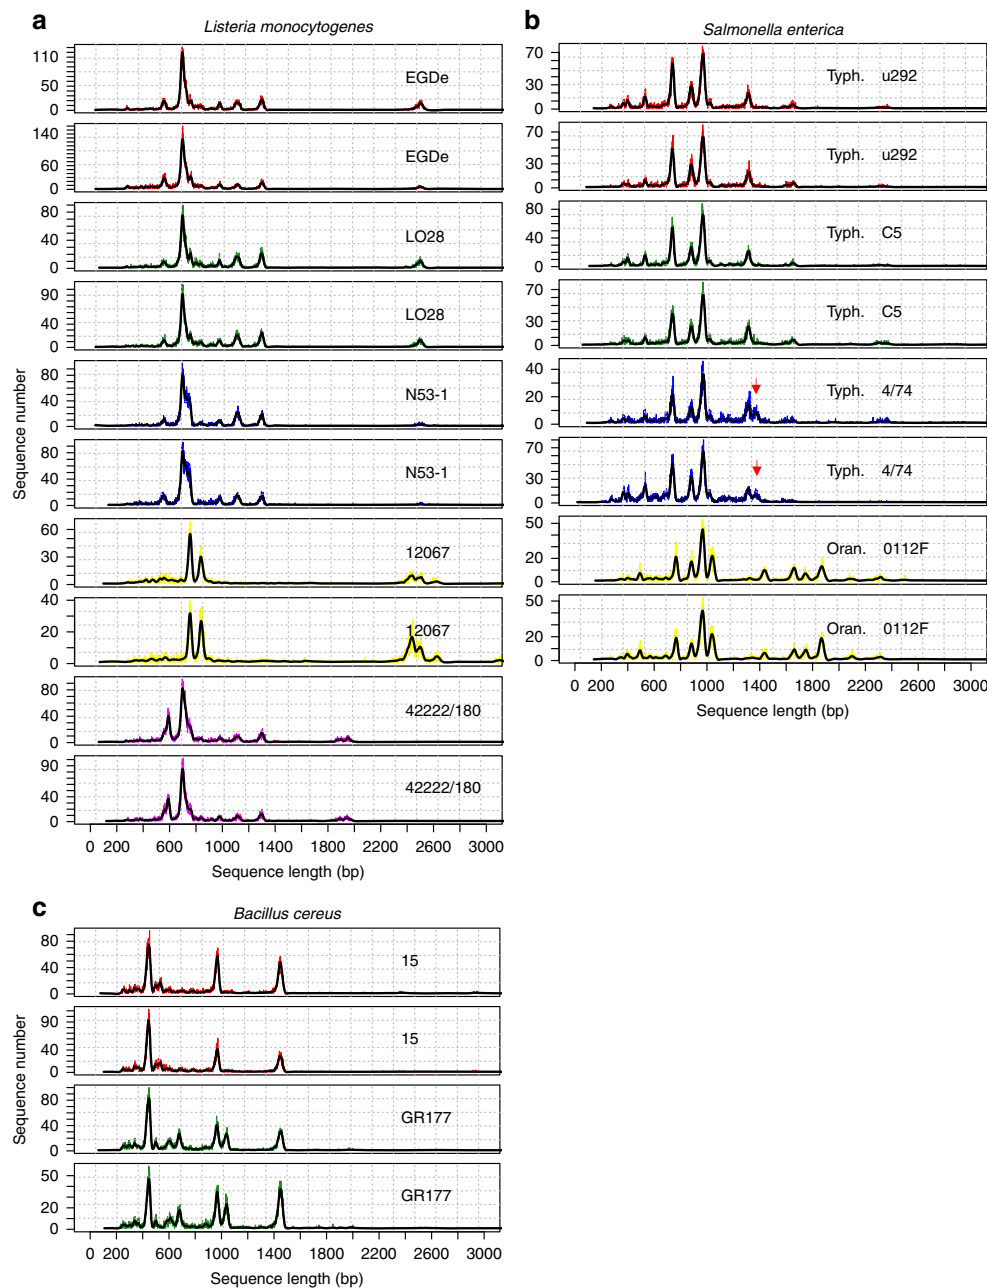 a
Listeria monocytogenes
110
50
0
EGDe
140
60
0
EGDe
80
40
0
LO28
90
40
0
LO28
80
40
0
N53-1
80
40
0
N53-1
60
30
0
12067
40
20
0
12067
80
40
0
42222/180
90
40
0
42222/180
Sequence number
0 200 600 1000 1400 1800 2200 2600 3000
Sequence length (bp)
b
Salmonella enterica
70
30
0
Typh. u292
70
30
0
Typh. u292
80
40
0
Typh. C5
70
30
0
Typh. C5
40
20
0
Typh. 4/74
70
30
0
Typh. 4/74
50
20
0
Oran. 0112F
50
20
0
Oran. 0112F
0 200 600 1000 1400 1800 2200 2600 3000
Sequence length (bp)
c
Bacillus cereus
80
40
0
15
90
40
0
15
80
40
0
GR177
50
20
0
GR177
Sequence number
0 200 600 1000 1400 1800 2200 2600 3000
Sequence length (bp)